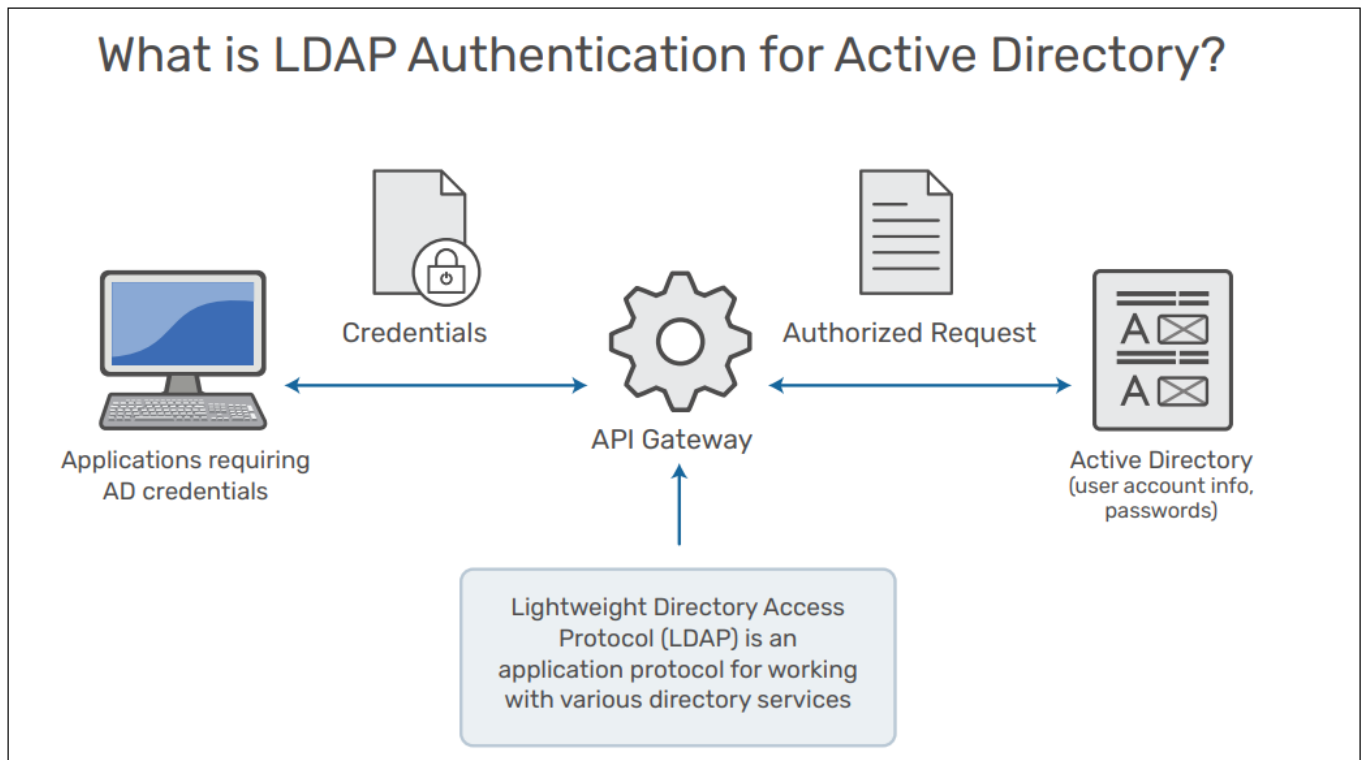 What is LDAP Authentication for Active Directory?
Credentials
Authorized Request
API Gateway
Applications requiring
AD credentials
Active Directory
(user account info,
passwords)
A
A
Lightweight Directory Access
Protocol (LDAP) is an
application protocol for working
with various directory services